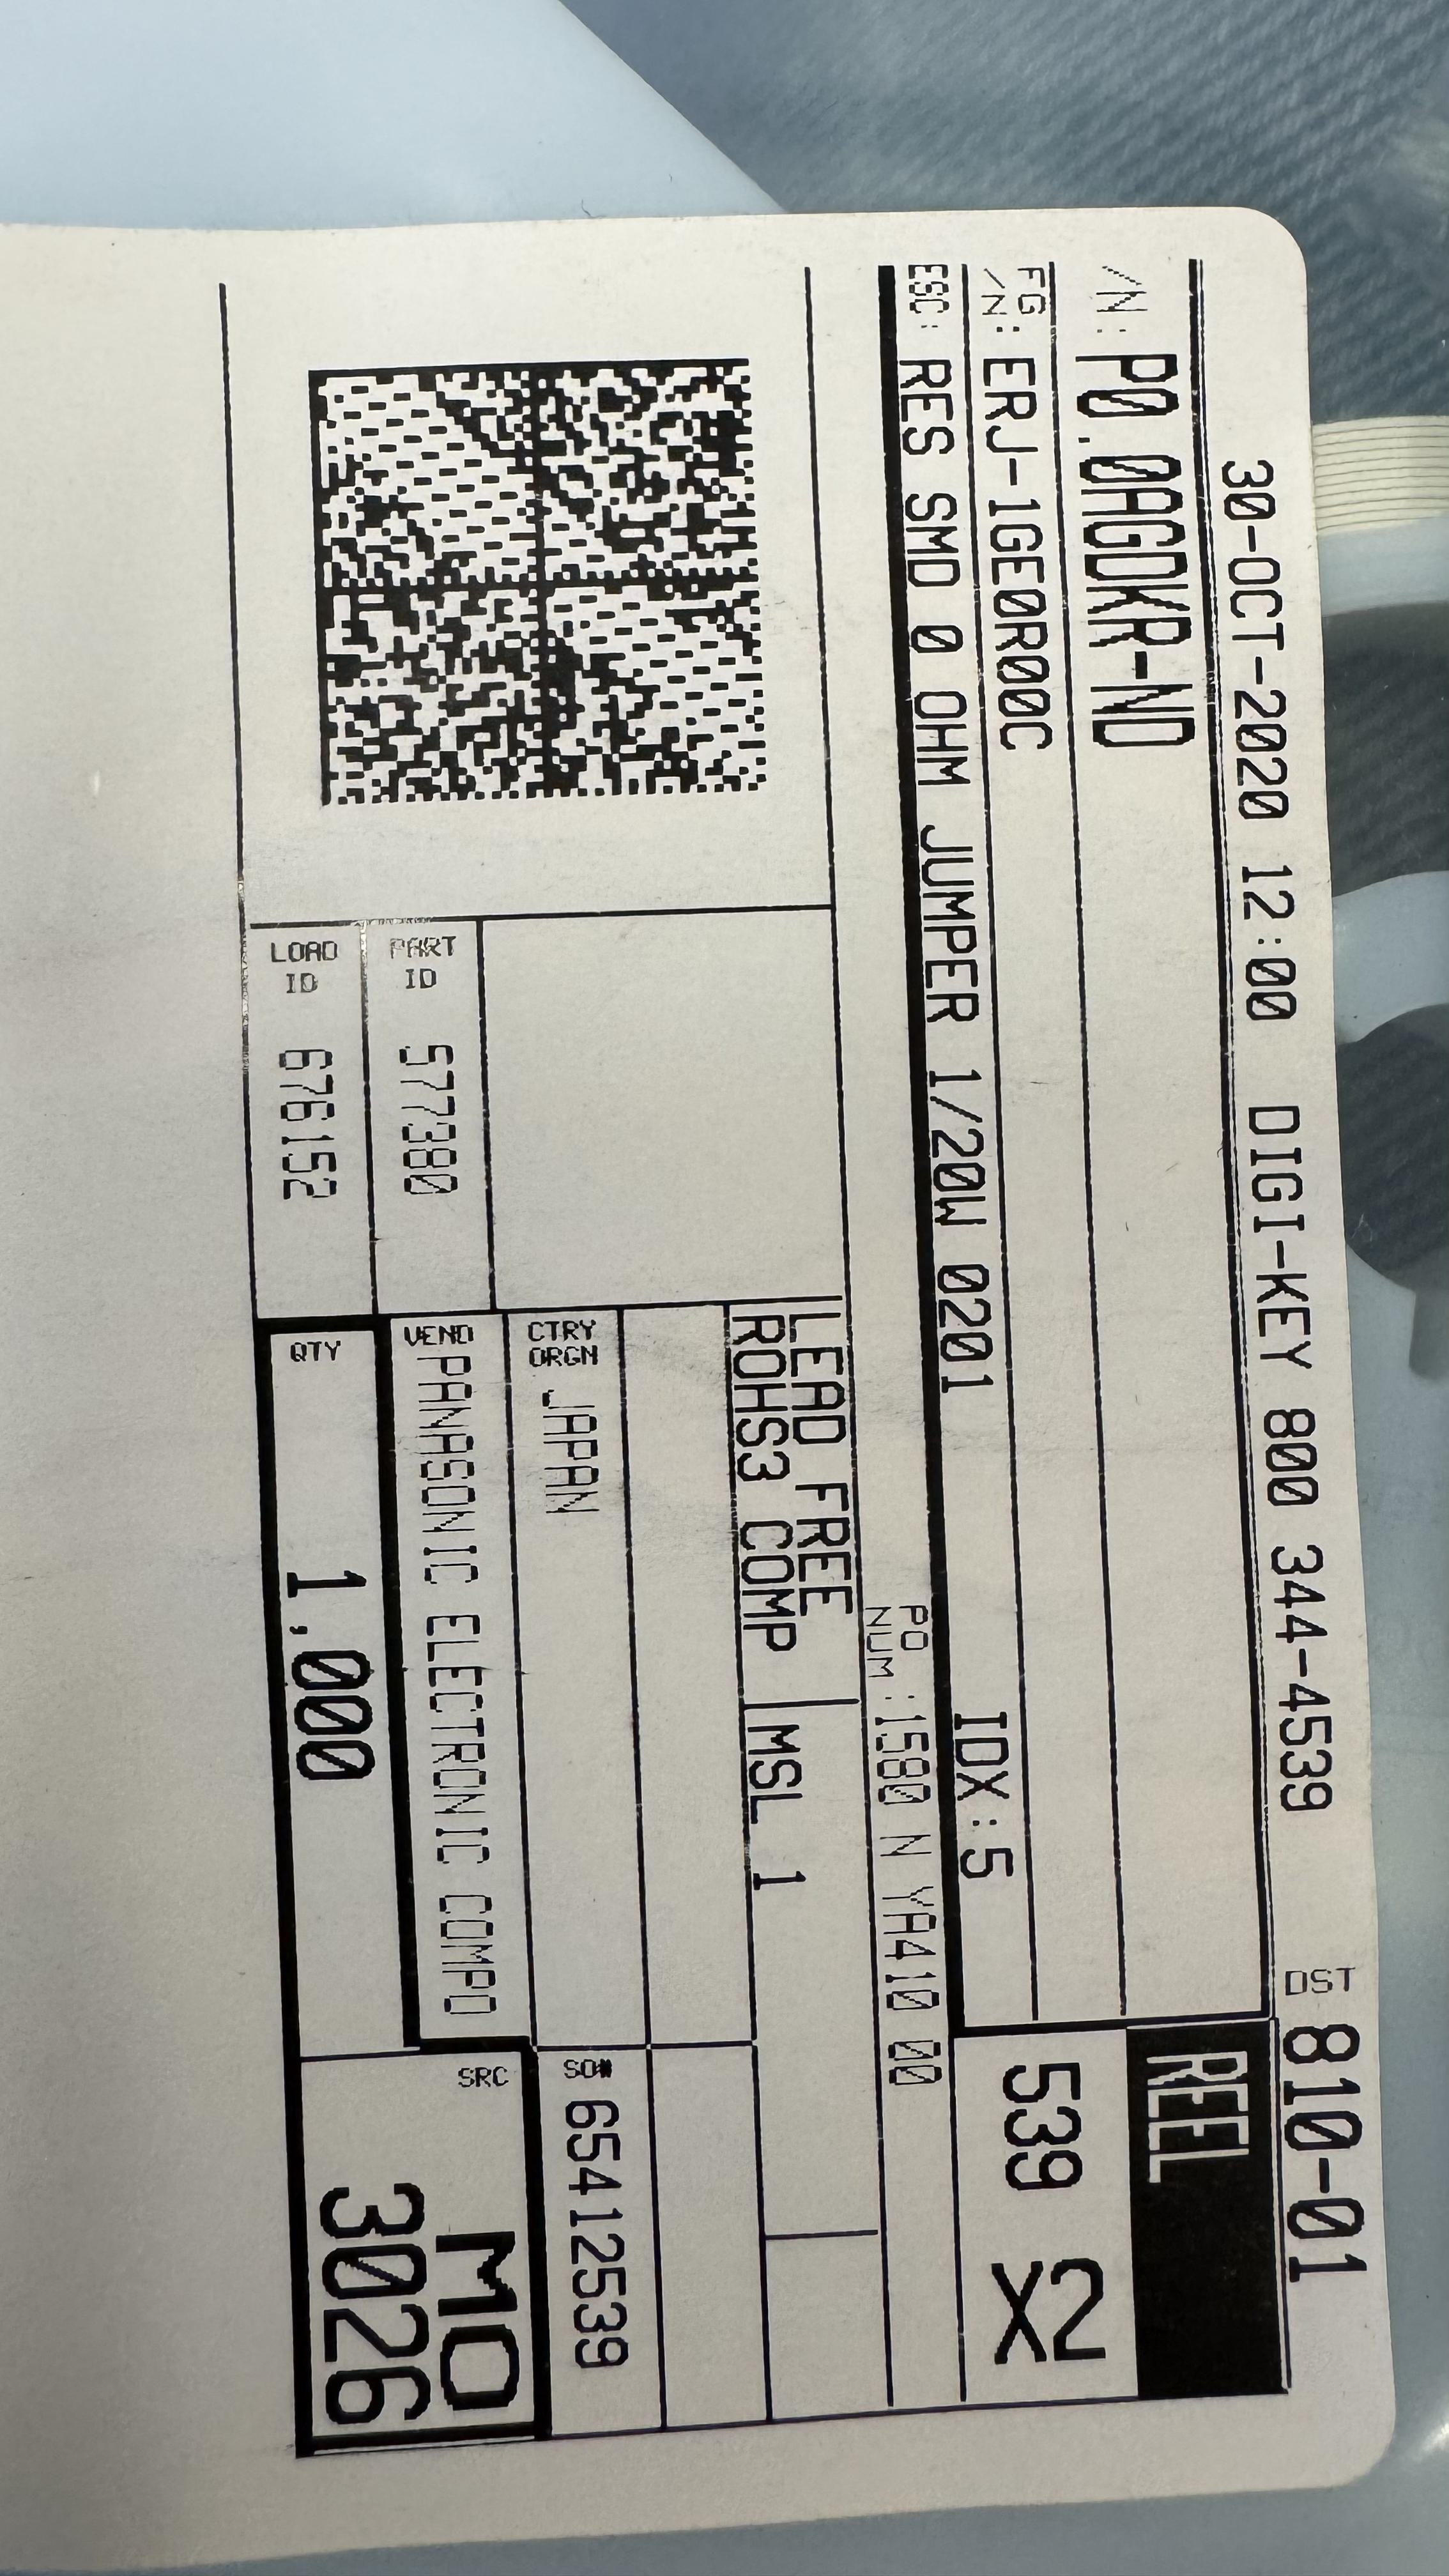 30-OCT-2020 12:00 DIGI-KEY 800 344-4539 DST 810-01
/N: P0.0AGDKR-ND REEL
FG
/N: ERJ-1GE0R00C
539 X2
ESC: RES SMD 0 OHM JUMPER 1/20W 0201 IDX:5
PO
NUM:1580 N YA410 00
LEAD FREE
ROHS3 COMP MSL 1
CTRY
ORGN JAPAN
SO# 65412539
PART
ID 577380
VEND PANASONIC ELECTRONIC COMPO
LOAD
ID 676152
QTY 1,000
SRC MO
3026